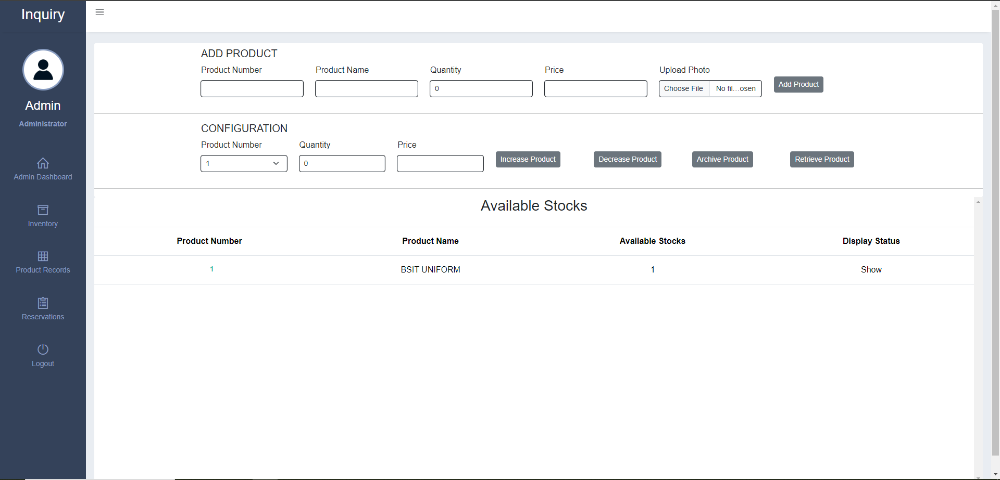 Inquiry
Admin
Administrator
Admin Dashboard
Inventory
Product Records
Reservations
Logout
ADD PRODUCT
Product Number Product Name Quantity Price Upload Photo
0 Choose File No fil...osen Add Product
CONFIGURATION
Product Number Quantity Price
1 0 Increase Product Decrease Product Archive Product Retrieve Product
Available Stocks
Product Number Product Name Available Stocks Display Status
1 BSIT UNIFORM 1 Show